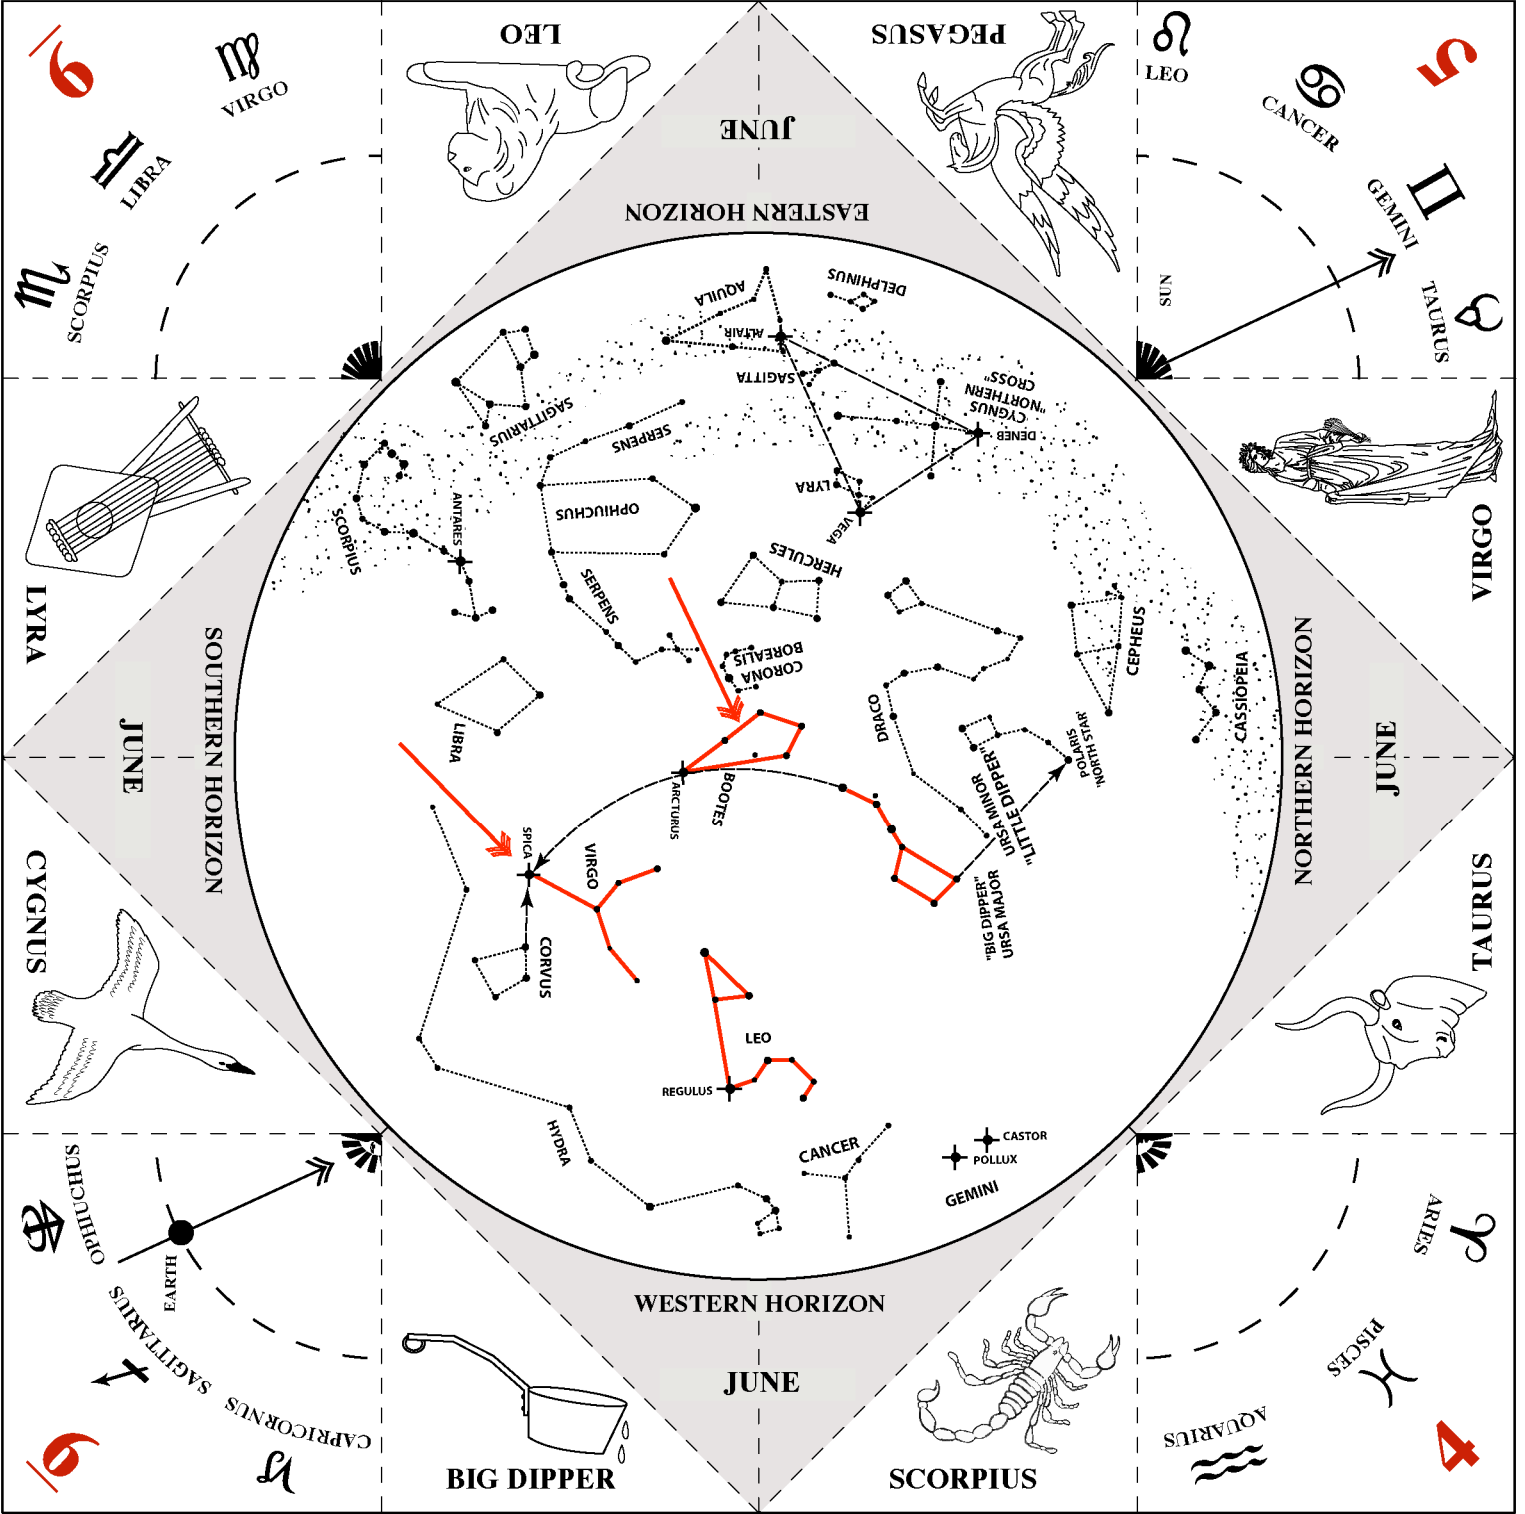 6
VIRGO
LIBRA
SCORPIUS
LEO
PEGASUS
JUNE
EASTERN HORIZON
LEO
CANCER
GEMINI
TAURUS
SUN
5
LYRA
SOUTHERN HORIZON
JUNE
CYGNUS
VIRGO
NORTHERN HORIZON
JUNE
TAURUS
AQUILA
ALTAIR
DELPHINUS
SAGITTA
CYGNUS
"NORTHERN
CROSS"
DENEB
LYRA
VEGA
SAGITTARIUS
SERPENS
OPHIUCHUS
SCORPIUS
ANTARES
SERPENS
HERCULES
CORONA
BOREALIS
CEPHEUS
CASSIOPEIA
DRACO
LIBRA
POLARIS
"NORTH STAR"
URSA MINOR
"LITTLE DIPPER"
BOOTES
ARCTURUS
SPICA
VIRGO
"BIG DIPPER"
URSA MAJOR
CORVUS
LEO
REGULUS
HYDRA
CANCER
CASTOR
POLLUX
GEMINI
WESTERN HORIZON
JUNE
BIG DIPPER
SCORPIUS
OPHIUCHUS
EARTH
SAGITTARIUS
CAPRICORNUS
6
ARIES
PISCES
AQUARIUS
4